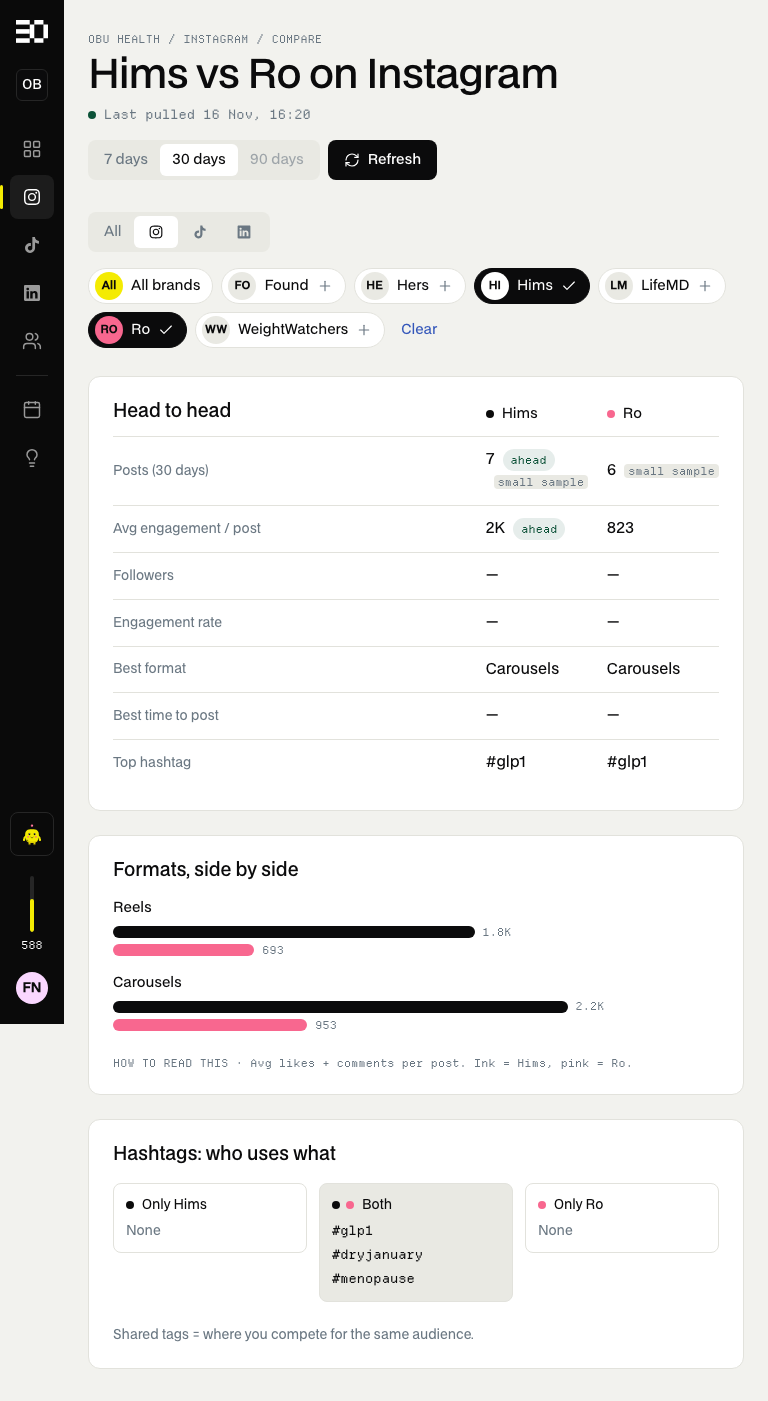 OB
588
FN
OBU HEALTH / INSTAGRAM / COMPARE
Hims vs Ro on Instagram
Last pulled 16 Nov, 16:20
7 days 30 days 90 days Refresh
All
All All brands FO Found HE Hers HI Hims LM LifeMD
RO Ro WW WeightWatchers Clear
Head to head Hims Ro
Posts (30 days) 7 ahead small sample 6 small sample
Avg engagement / post 2K ahead 823
Followers — —
Engagement rate — —
Best format Carousels Carousels
Best time to post — —
Top hashtag #glp1 #glp1
Formats, side by side
Reels
1.8K
693
Carousels
2.2K
953
HOW TO READ THIS · Avg likes + comments per post. Ink = Hims, pink = Ro.
Hashtags: who uses what
Only Hims
None
Both
#glp1
#dryjanuary
#menopause
Only Ro
None
Shared tags = where you compete for the same audience.